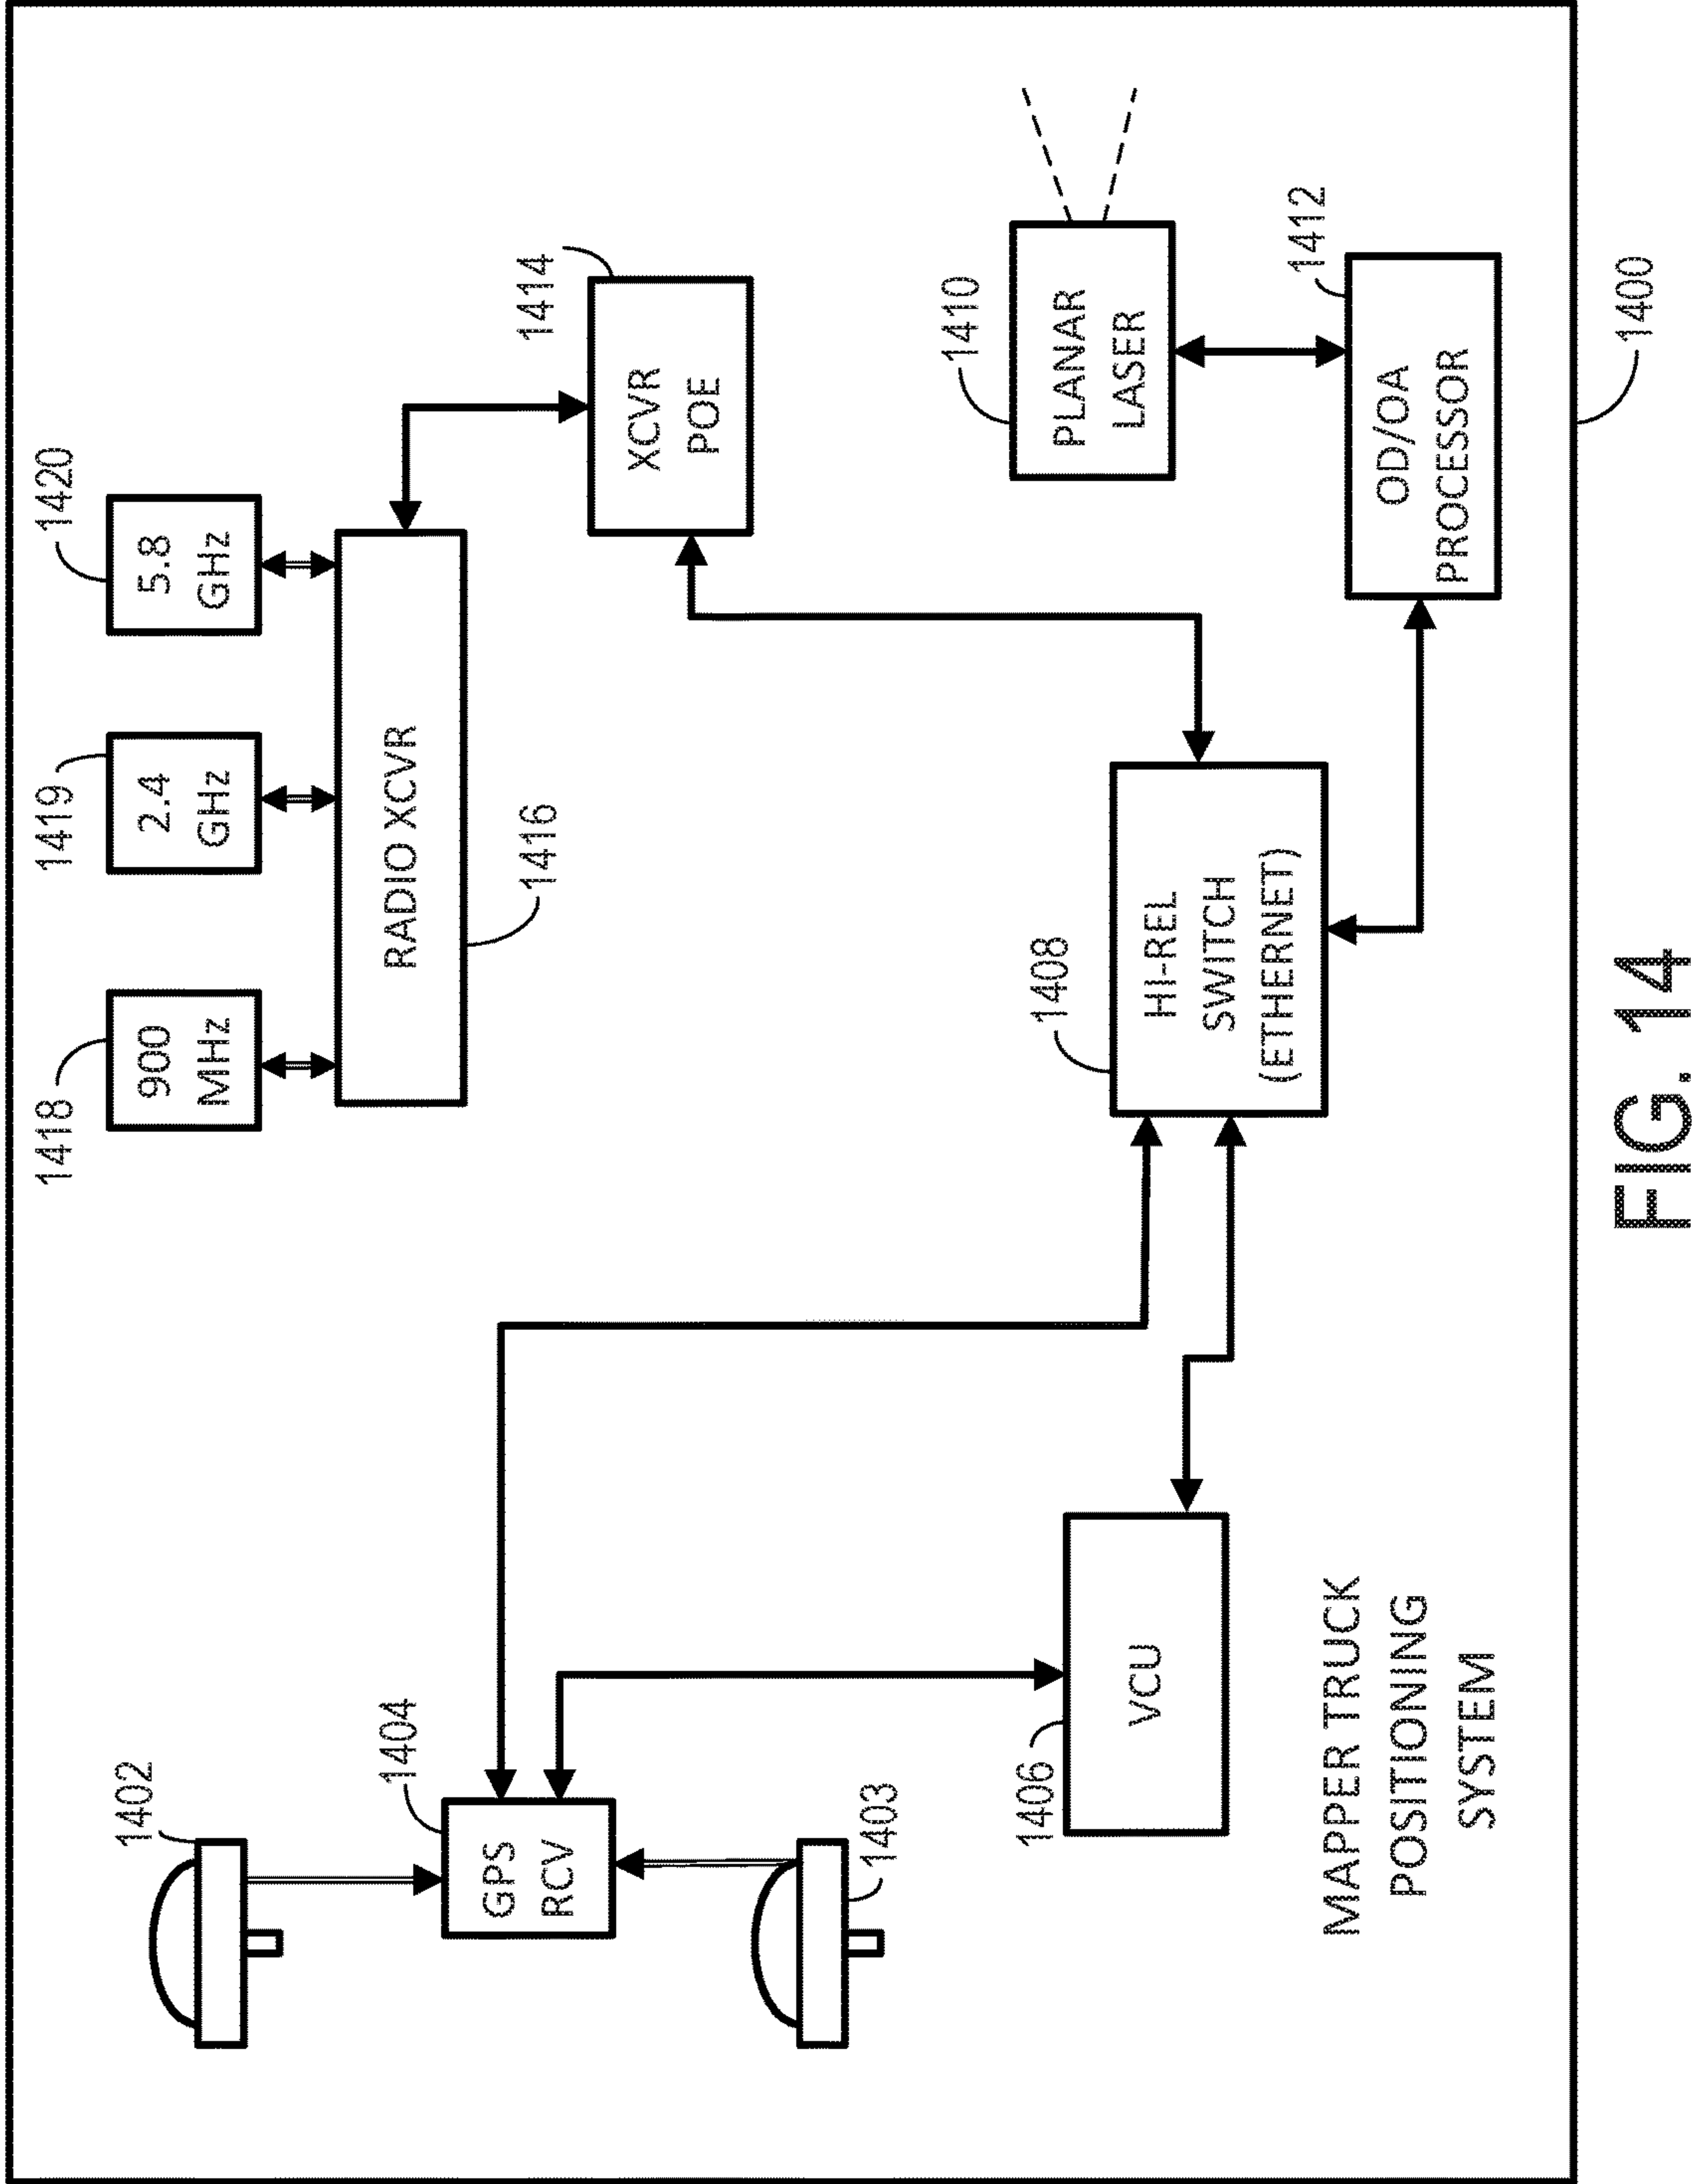 1402
1404
GPS
RCV
1403
1406
VCU
MAPPER TRUCK
POSITIONING
SYSTEM
1418
900
MHz
1419
2.4
GHz
1420
5.8
GHz
RADIO XCVR
1416
1414
XCVR
POE
1408
HI-REL
SWITCH
(ETHERNET)
1410
PLANAR
LASER
1412
OD/OA
PROCESSOR
1400
FIG. 14